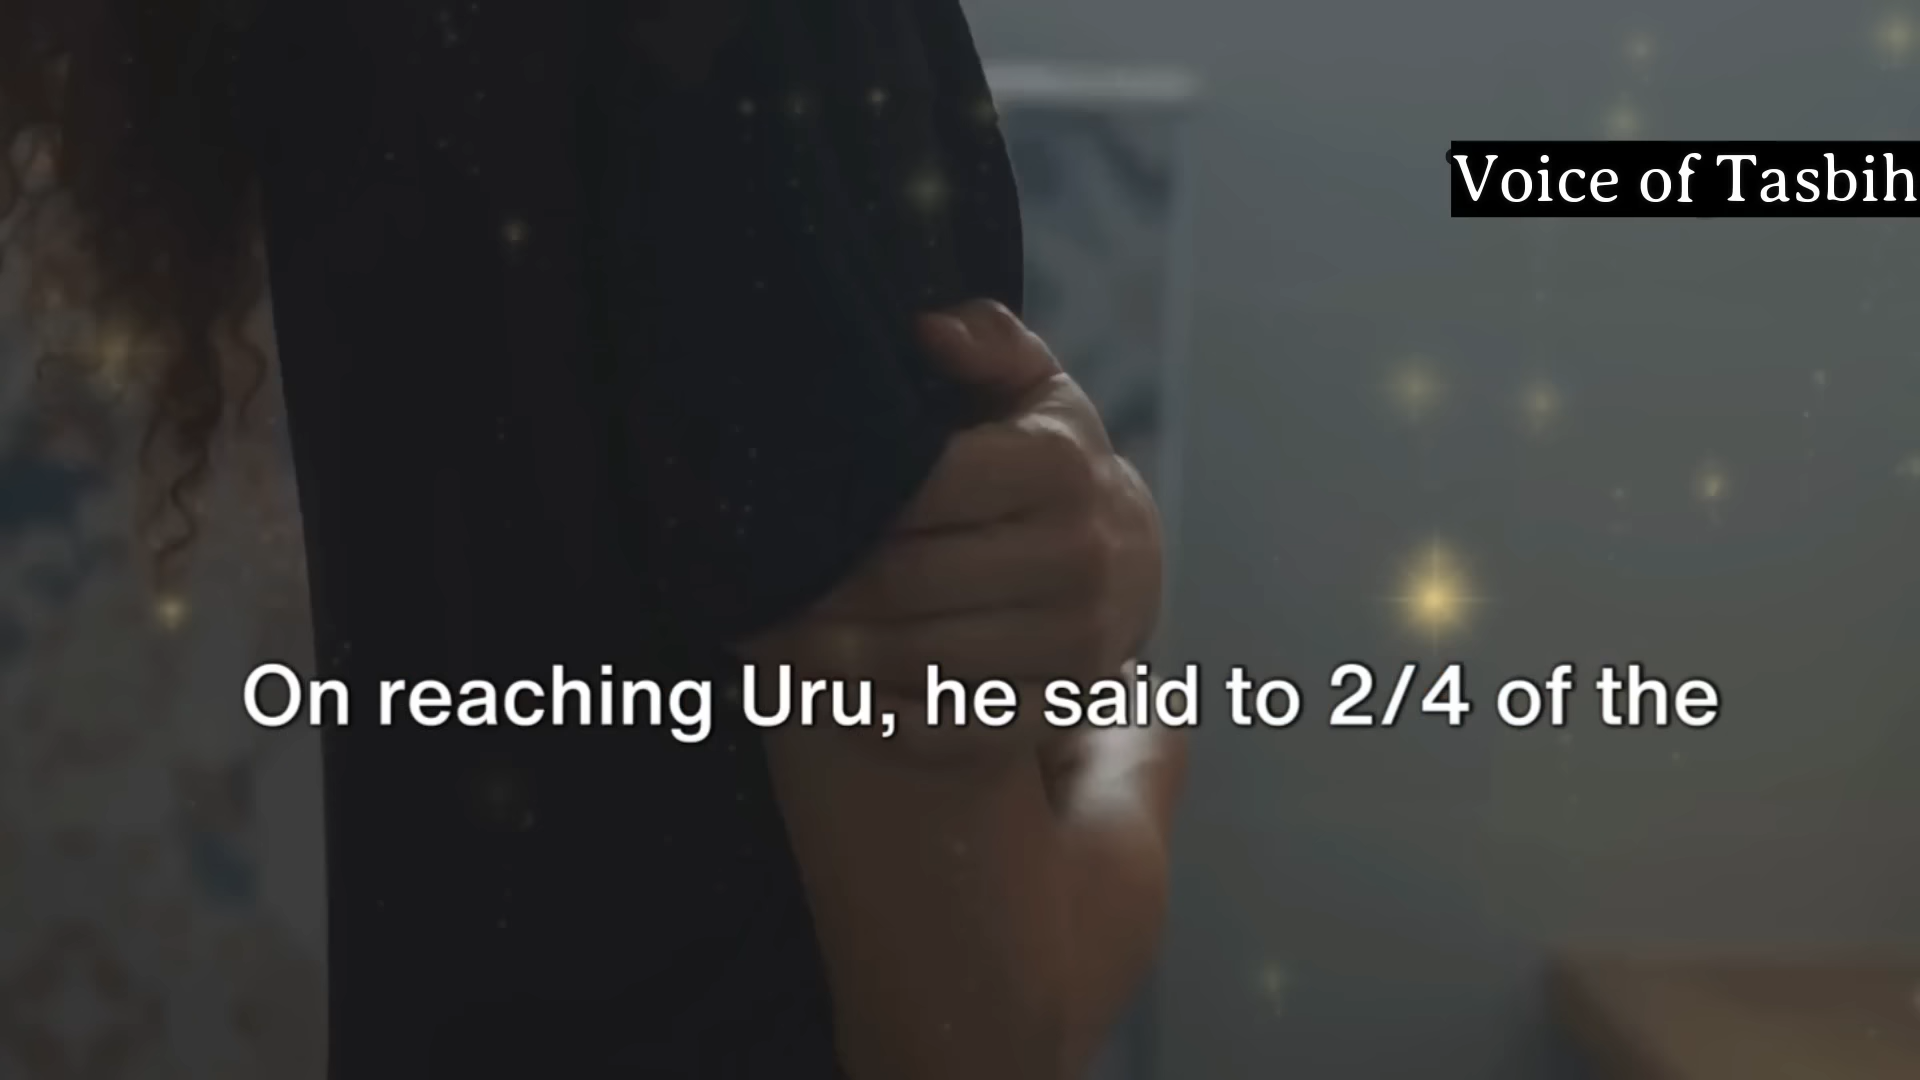 Voice of Tasbih
On reaching Uru, he said to 2/4 of the